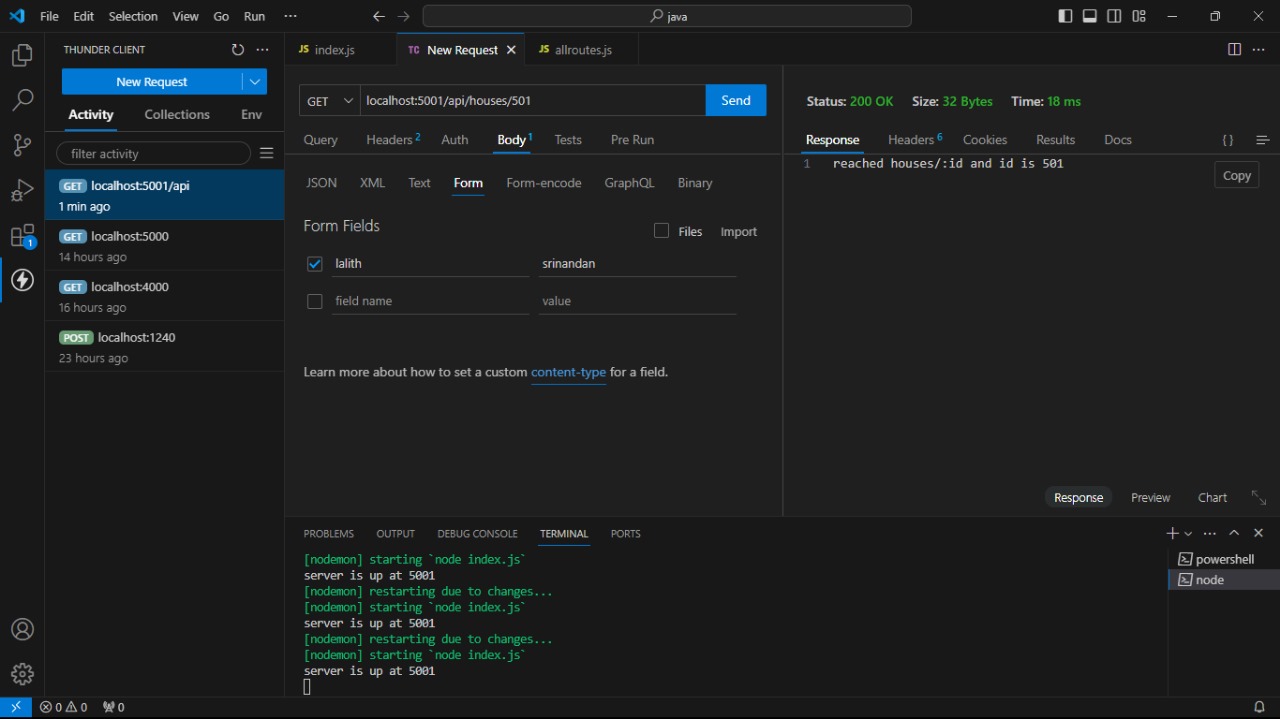 File Edit Selection View Go Run ··· java
THUNDER CLIENT
JS index.js TC New Request JS allroutes.js
New Request
Activity Collections Env
filter activity
GET localhost:5001/api
1 min ago
GET localhost:5000
14 hours ago
GET localhost:4000
16 hours ago
POST localhost:1240
23 hours ago
1
GET localhost:5001/api/houses/501 Send
Query Headers 2 Auth Body 1 Tests Pre Run
JSON XML Text Form Form-encode GraphQL Binary
Form Fields Files Import
lalith srinandan
field name value
Learn more about how to set a custom content-type for a field.
Status: 200 OK Size: 32 Bytes Time: 18 ms
Response Headers 6 Cookies Results Docs { }
1 reached houses/:id and id is 501
Copy
Response Preview Chart
PROBLEMS OUTPUT DEBUG CONSOLE TERMINAL PORTS
[nodemon] starting `node index.js`
server is up at 5001
[nodemon] restarting due to changes...
[nodemon] starting `node index.js`
server is up at 5001
[nodemon] restarting due to changes...
[nodemon] starting `node index.js`
server is up at 5001
powershell
node
0 0 0